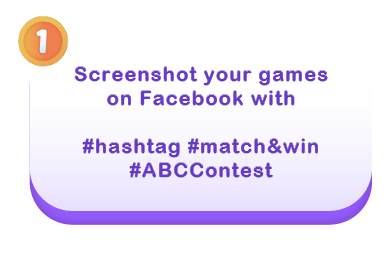 1
Screenshot your games
on Facebook with
#hashtag #match&win
#ABCContest